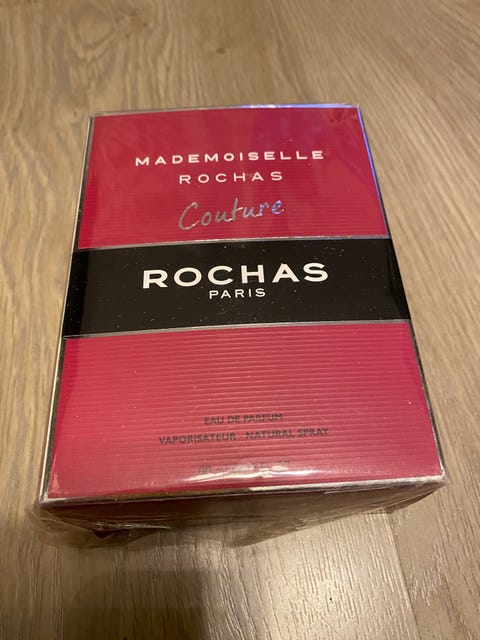 MADEMOISELLE
ROCHAS
Couture
ROCHAS
PARIS
EAU DE PARFUM
VAPORISATEUR - NATURAL SPRAY